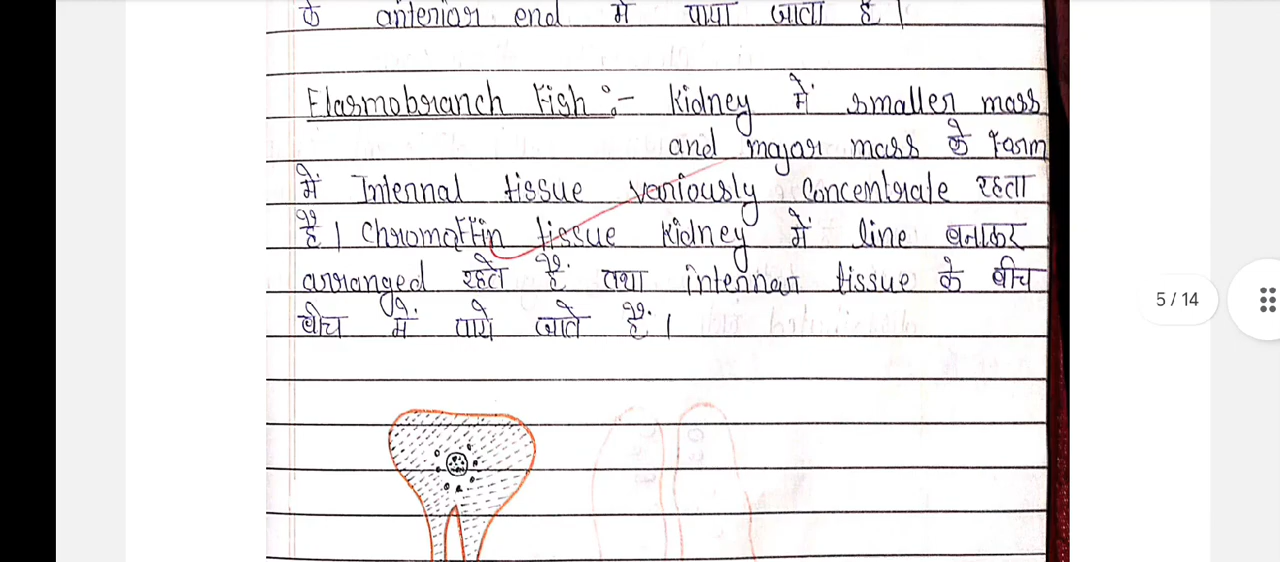 के anterior end में पाया जाता है।
Elasmobranch Fish :- Kidney में smaller mass
and major mass के Form
में Internal tissue variously Concentrate रहता
है। Chromaffin tissue kidney में line बनाकर
arranged रहते हैं तथा internar tissue के बीच
बीच में पाये जाते हैं।
5 / 14